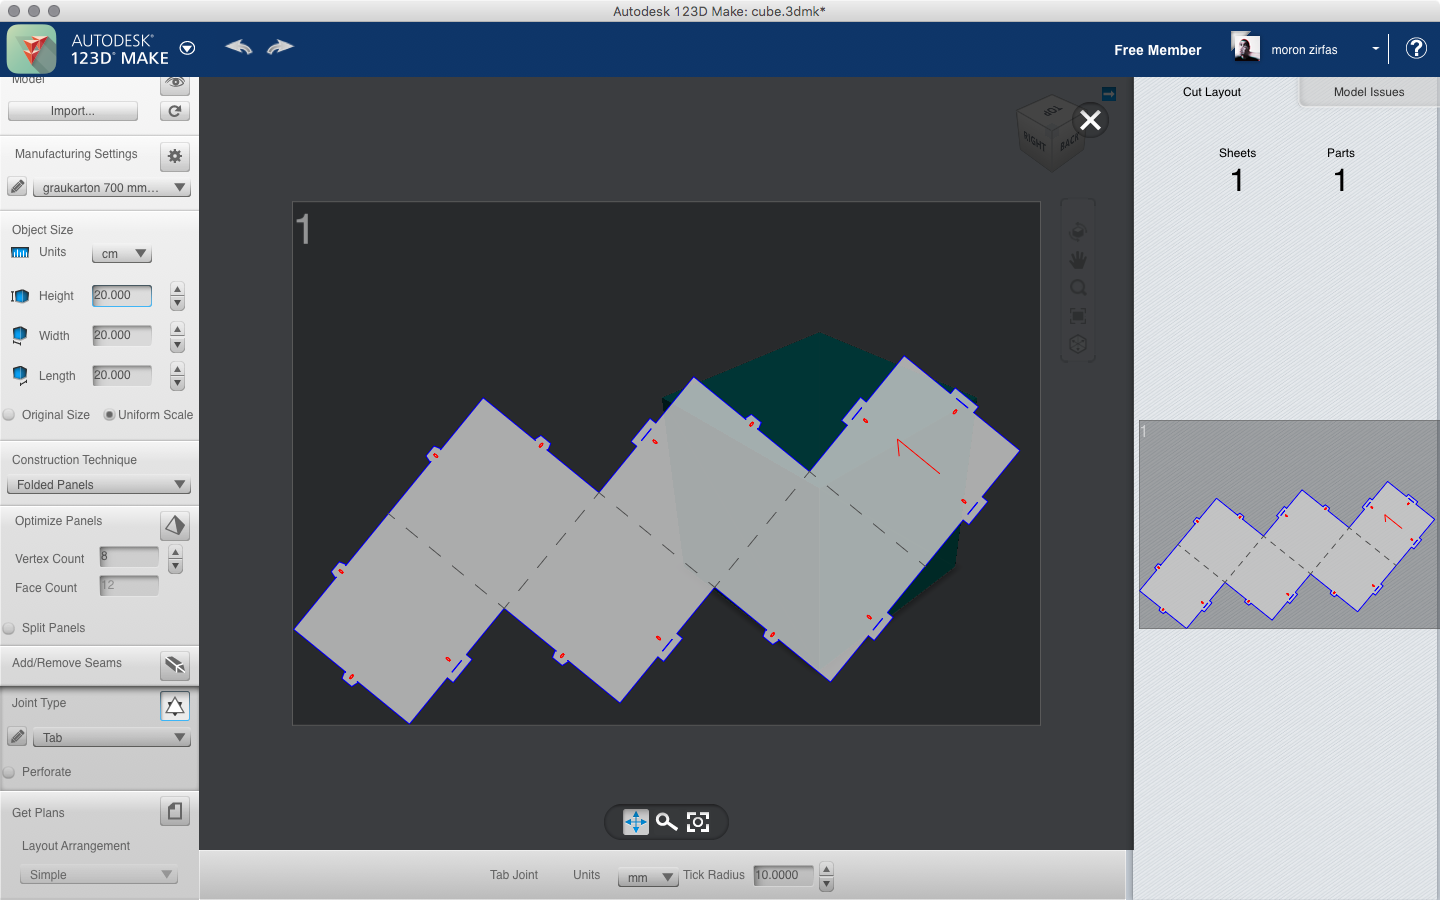 Autodesk 123D Make: cube.3dmk*
AUTODESK®
123D® MAKE
Free Member
moron zirfas
?
Model
Import...
Manufacturing Settings
graukarton 700 mm...
Object Size
Units
cm
Height
20.000
Width
20.000
Length
20.000
Original Size
Uniform Scale
Construction Technique
Folded Panels
Optimize Panels
Vertex Count
8
Face Count
12
Split Panels
Add/Remove Seams
Joint Type
Tab
Perforate
Get Plans
Layout Arrangement
Simple
1
TOP
RIGHT
BACK
Tab Joint
Units
mm
Tick Radius
10.0000
Cut Layout
Model Issues
Sheets
Parts
1
1
1